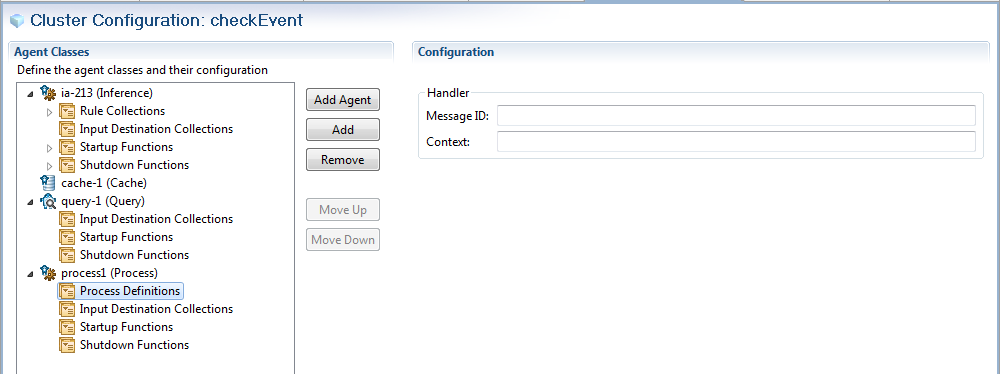 Cluster Configuration: checkEvent
Agent Classes
Define the agent classes and their configuration
ia-213 (Inference)
Rule Collections
Input Destination Collections
Startup Functions
Shutdown Functions
cache-1 (Cache)
query-1 (Query)
Input Destination Collections
Startup Functions
Shutdown Functions
process1 (Process)
Process Definitions
Input Destination Collections
Startup Functions
Shutdown Functions
Add Agent
Add
Remove
Move Up
Move Down
Configuration
Handler
Message ID:
Context: